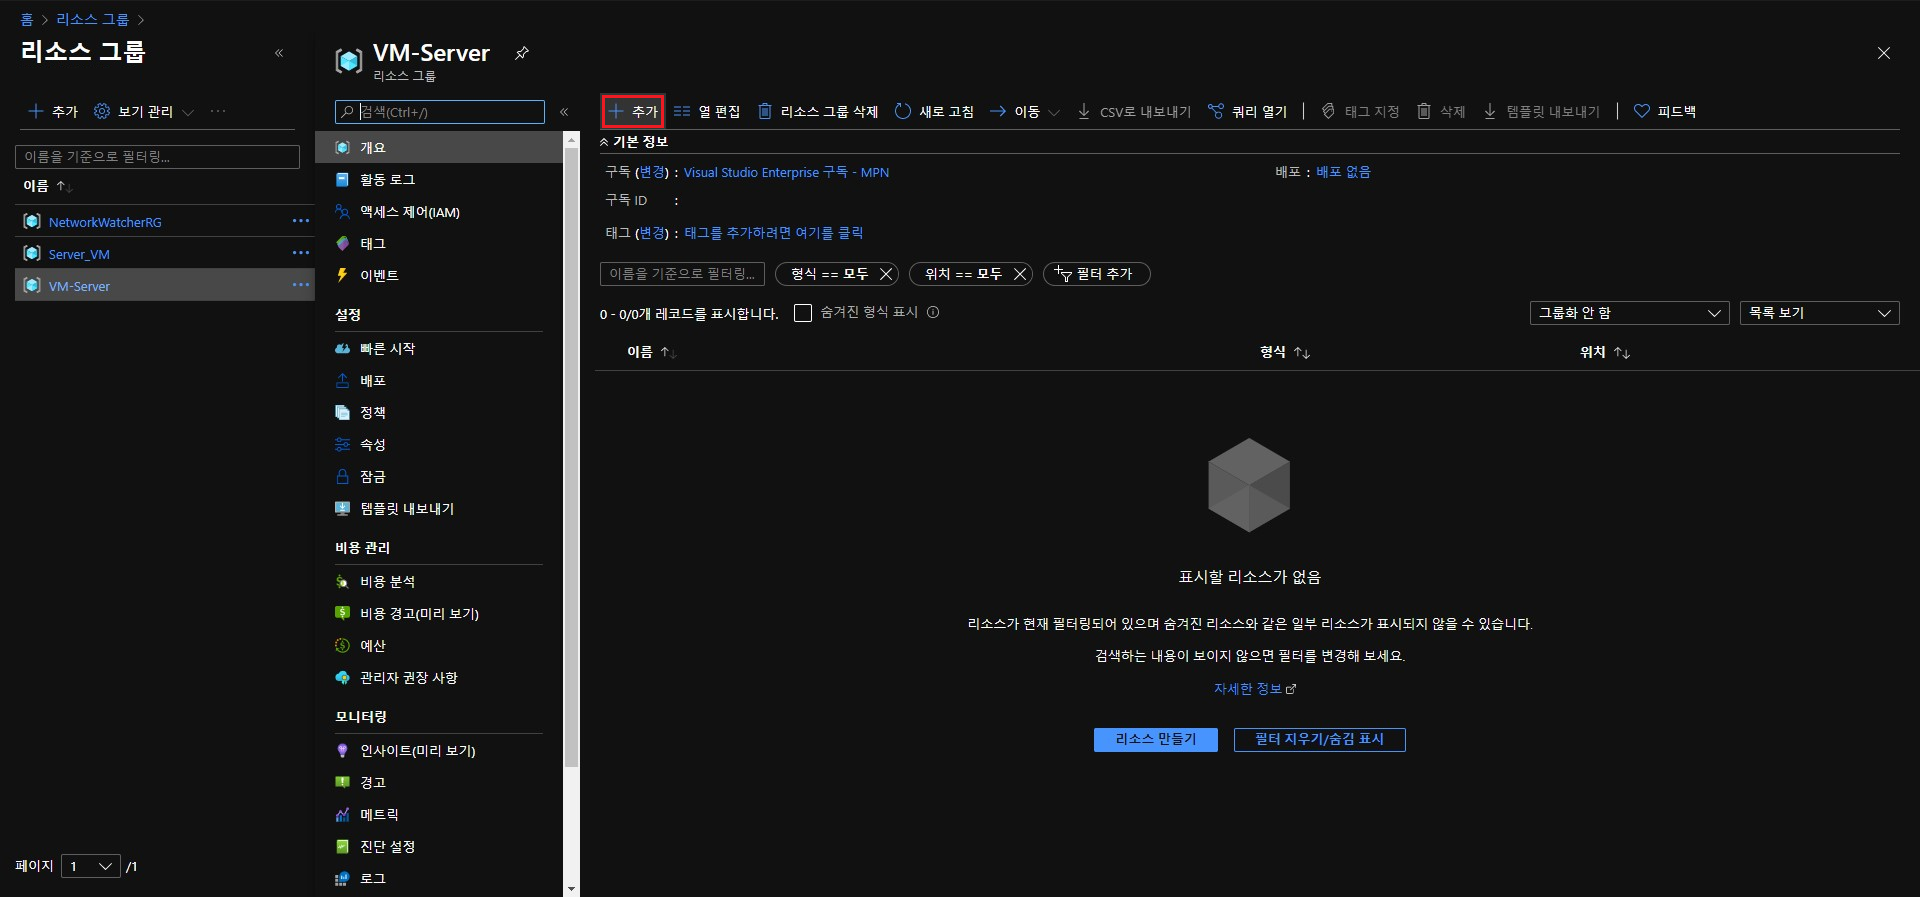 홈 > 리소스 그룹 >
리소스 그룹
«
+ 추가
보기 관리
...
이름을 기준으로 필터링...
이름 ↑↓
NetworkWatcherRG ...
Server_VM ...
VM-Server ...
페이지 1 /1
VM-Server
리소스 그룹
검색(Ctrl+/)
«
개요
활동 로그
액세스 제어(IAM)
태그
이벤트
설정
빠른 시작
배포
정책
속성
잠금
템플릿 내보내기
비용 관리
비용 분석
비용 경고(미리 보기)
예산
관리자 권장 사항
모니터링
인사이트(미리 보기)
경고
메트릭
진단 설정
로그
+ 추가 열 편집 리소스 그룹 삭제 새로 고침 이동 CSV로 내보내기 쿼리 열기 | 태그 지정 삭제 템플릿 내보내기 | 피드백
기본 정보
구독 (변경) : Visual Studio Enterprise 구독 - MPN
배포 : 배포 없음
구독 ID :
태그 (변경) : 태그를 추가하려면 여기를 클릭
이름을 기준으로 필터링... 형식 == 모두 위치 == 모두 필터 추가
0 - 0/0개 레코드를 표시합니다. 숨겨진 형식 표시 그룹화 안 함 목록 보기
이름 ↑↓ 형식 ↑↓ 위치 ↑↓
표시할 리소스가 없음
리소스가 현재 필터링되어 있으며 숨겨진 리소스와 같은 일부 리소스가 표시되지 않을 수 있습니다.
검색하는 내용이 보이지 않으면 필터를 변경해 보세요.
자세한 정보
리소스 만들기 필터 지우기/숨김 표시